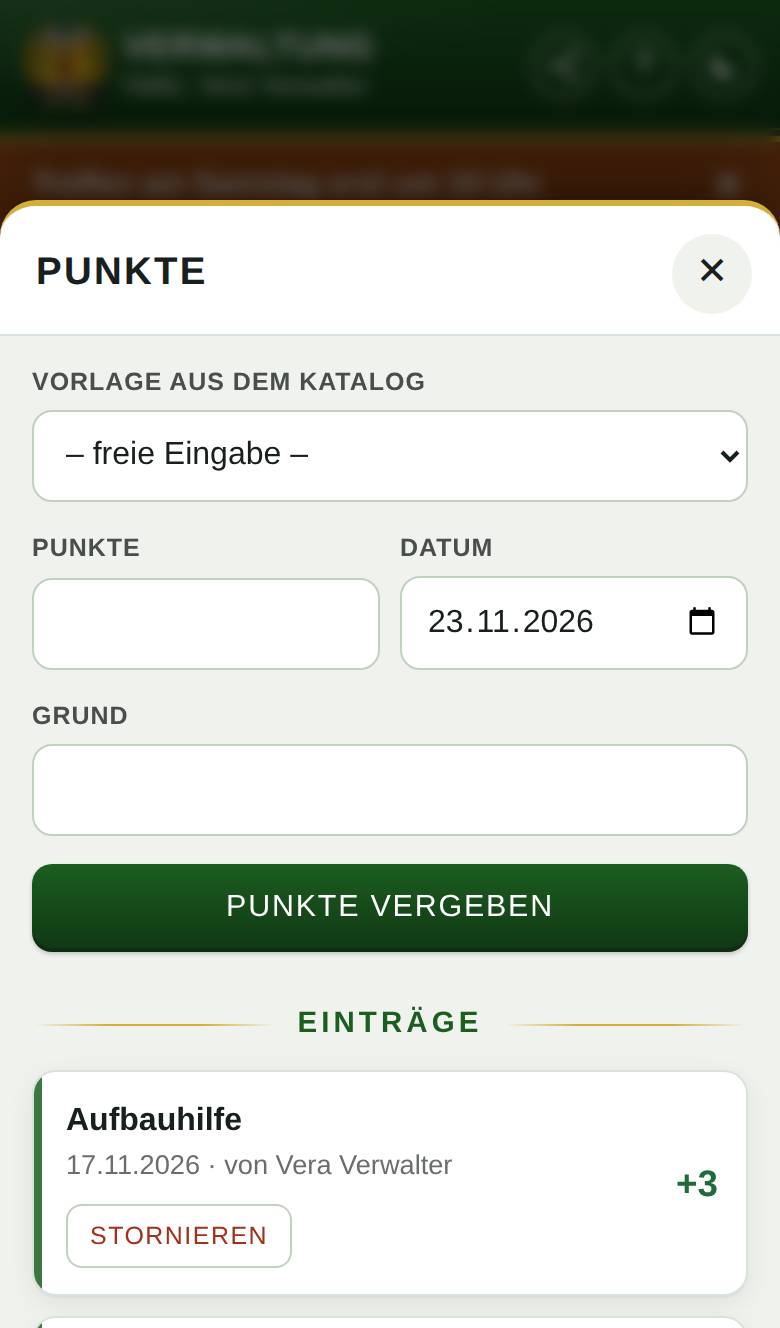 VERWALTUNG
PUNKTE
VORLAGE AUS DEM KATALOG
– freie Eingabe –
PUNKTE
DATUM
23.11.2026
GRUND
PUNKTE VERGEBEN
EINTRÄGE
Aufbauhilfe
17.11.2026 · von Vera Verwalter
+3
STORNIEREN